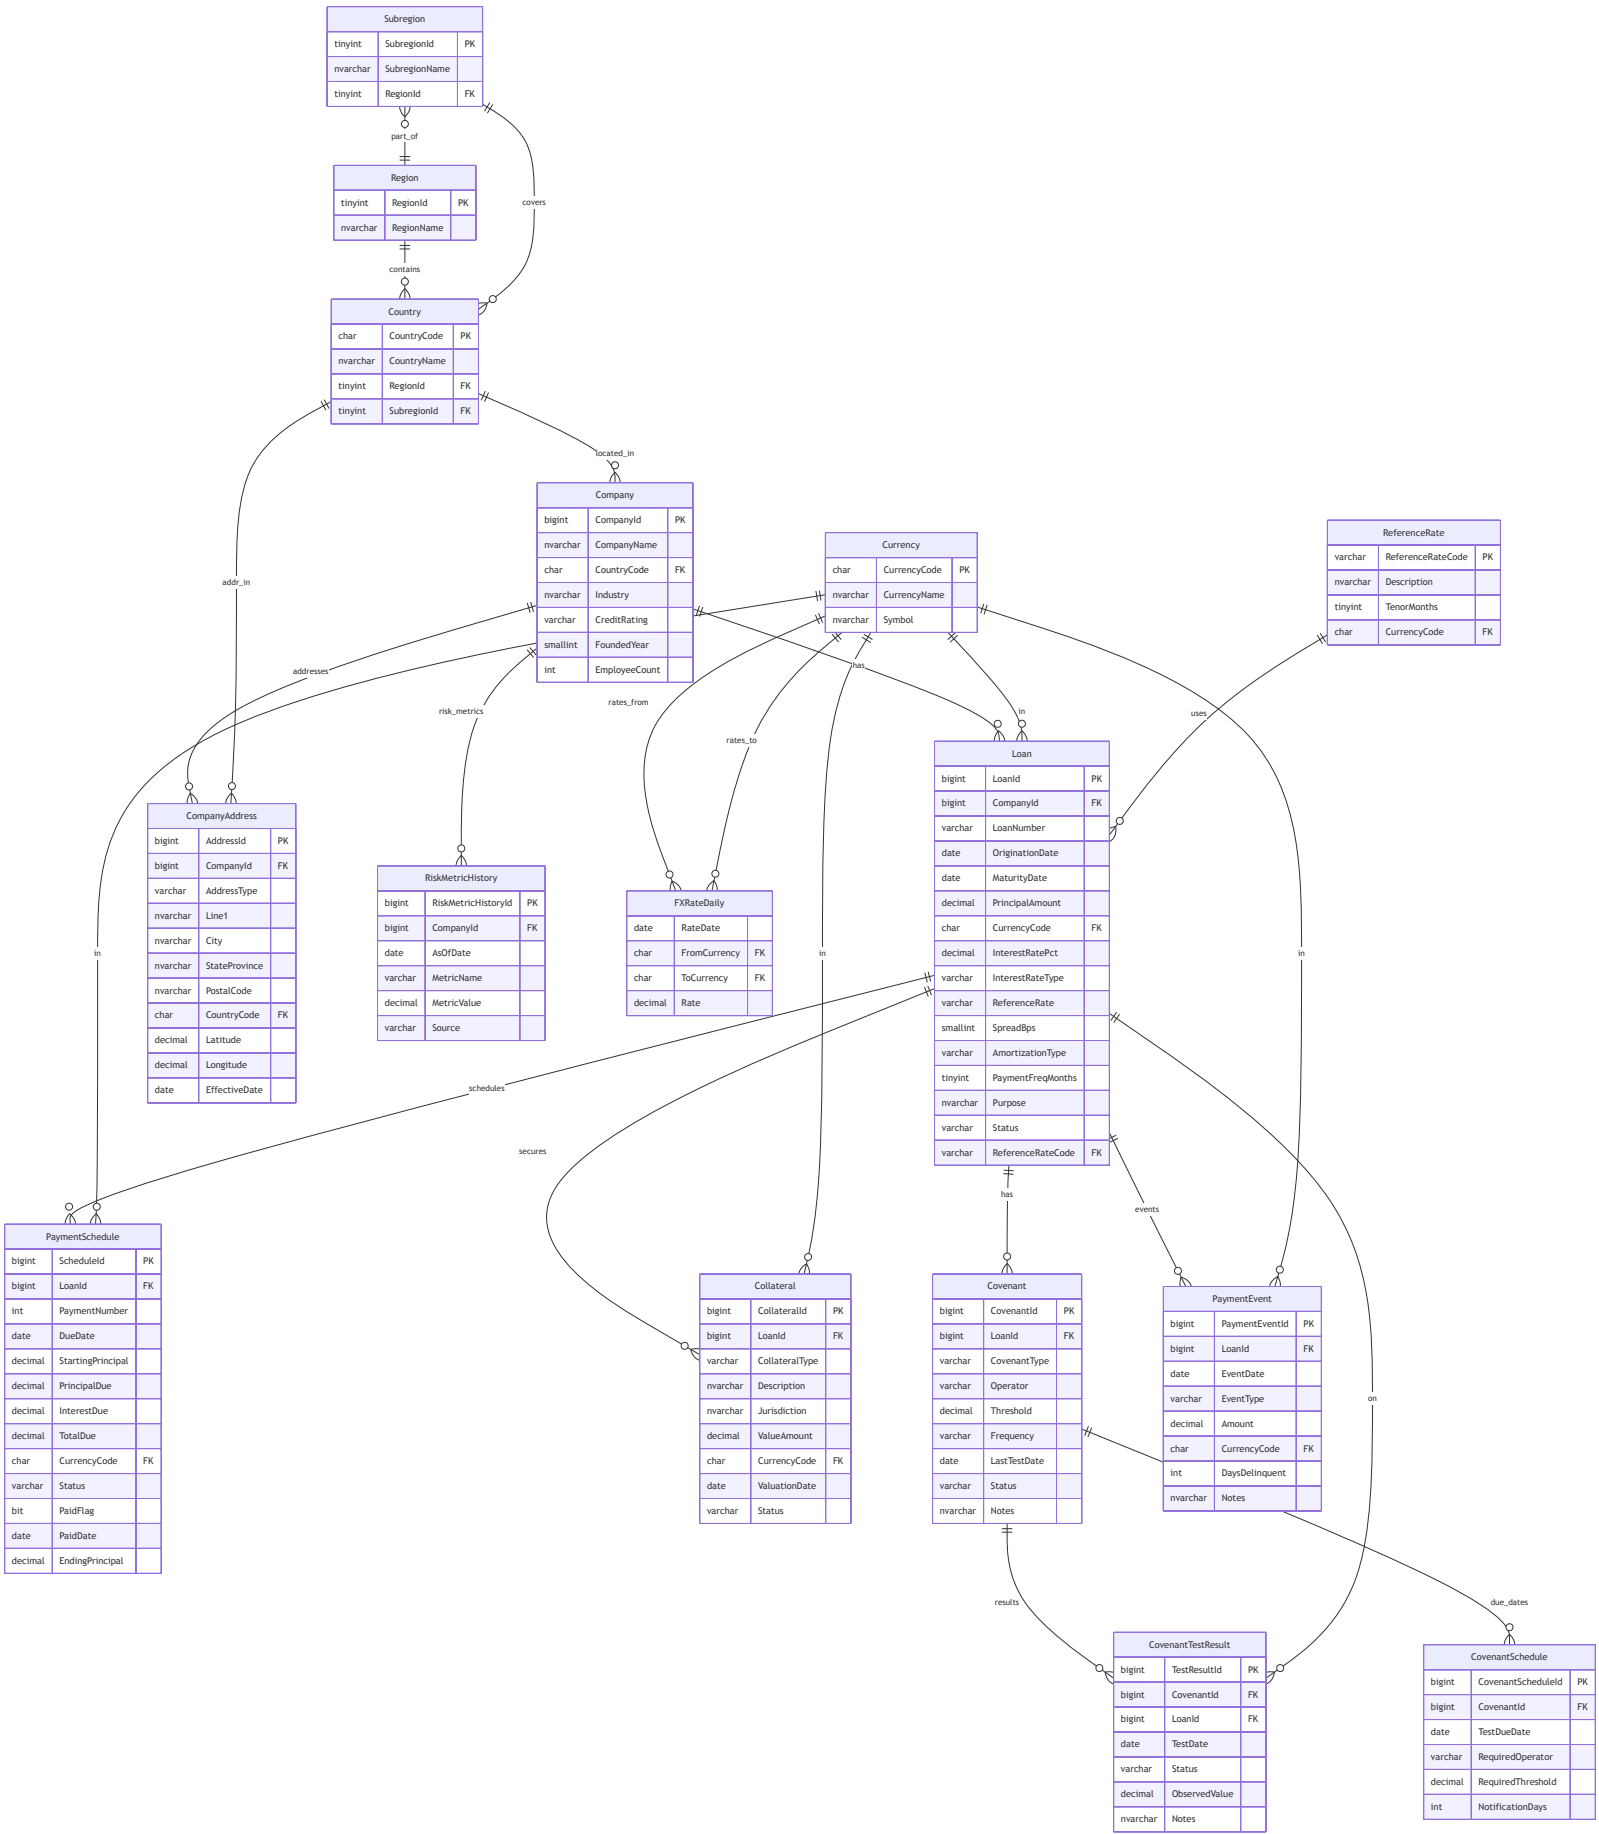 Subregion
tinyint SubregionId PK
nvarchar SubregionName
tinyint RegionId FK
part_of
Region
tinyint RegionId PK
nvarchar RegionName
covers
contains
Country
char CountryCode PK
nvarchar CountryName
tinyint RegionId FK
tinyint SubregionId FK
located_in
Company
bigint CompanyId PK
nvarchar CompanyName
char CountryCode FK
nvarchar Industry
varchar CreditRating
smallint FoundedYear
int EmployeeCount
Currency
char CurrencyCode PK
nvarchar CurrencyName
nvarchar Symbol
ReferenceRate
varchar ReferenceRateCode PK
nvarchar Description
tinyint TenorMonths
char CurrencyCode FK
addr_in
addresses
risk_metrics
rates_from
rates_to
has
in
uses
CompanyAddress
bigint AddressId PK
bigint CompanyId FK
varchar AddressType
nvarchar Line1
nvarchar City
nvarchar StateProvince
nvarchar PostalCode
char CountryCode FK
decimal Latitude
decimal Longitude
date EffectiveDate
RiskMetricHistory
bigint RiskMetricHistoryId PK
bigint CompanyId FK
date AsOfDate
varchar MetricName
decimal MetricValue
varchar Source
FXRateDaily
date RateDate
char FromCurrency FK
char ToCurrency FK
decimal Rate
Loan
bigint LoanId PK
bigint CompanyId FK
varchar LoanNumber
date OriginationDate
date MaturityDate
decimal PrincipalAmount
char CurrencyCode FK
decimal InterestRatePct
varchar InterestRateType
varchar ReferenceRate
smallint SpreadBps
varchar AmortizationType
tinyint PaymentFreqMonths
nvarchar Purpose
varchar Status
varchar ReferenceRateCode FK
in
in
in
schedules
secures
has
events
on
PaymentSchedule
bigint ScheduleId PK
bigint LoanId FK
int PaymentNumber
date DueDate
decimal StartingPrincipal
decimal PrincipalDue
decimal InterestDue
decimal TotalDue
char CurrencyCode FK
varchar Status
bit PaidFlag
date PaidDate
decimal EndingPrincipal
Collateral
bigint CollateralId PK
bigint LoanId FK
varchar CollateralType
nvarchar Description
nvarchar Jurisdiction
decimal ValueAmount
char CurrencyCode FK
date ValuationDate
varchar Status
Covenant
bigint CovenantId PK
bigint LoanId FK
varchar CovenantType
varchar Operator
decimal Threshold
varchar Frequency
date LastTestDate
varchar Status
nvarchar Notes
PaymentEvent
bigint PaymentEventId PK
bigint LoanId FK
date EventDate
varchar EventType
decimal Amount
char CurrencyCode FK
int DaysDelinquent
nvarchar Notes
results
due_dates
CovenantTestResult
bigint TestResultId PK
bigint CovenantId FK
bigint LoanId FK
date TestDate
varchar Status
decimal ObservedValue
nvarchar Notes
CovenantSchedule
bigint CovenantScheduleId PK
bigint CovenantId FK
date TestDueDate
varchar RequiredOperator
decimal RequiredThreshold
int NotificationDays